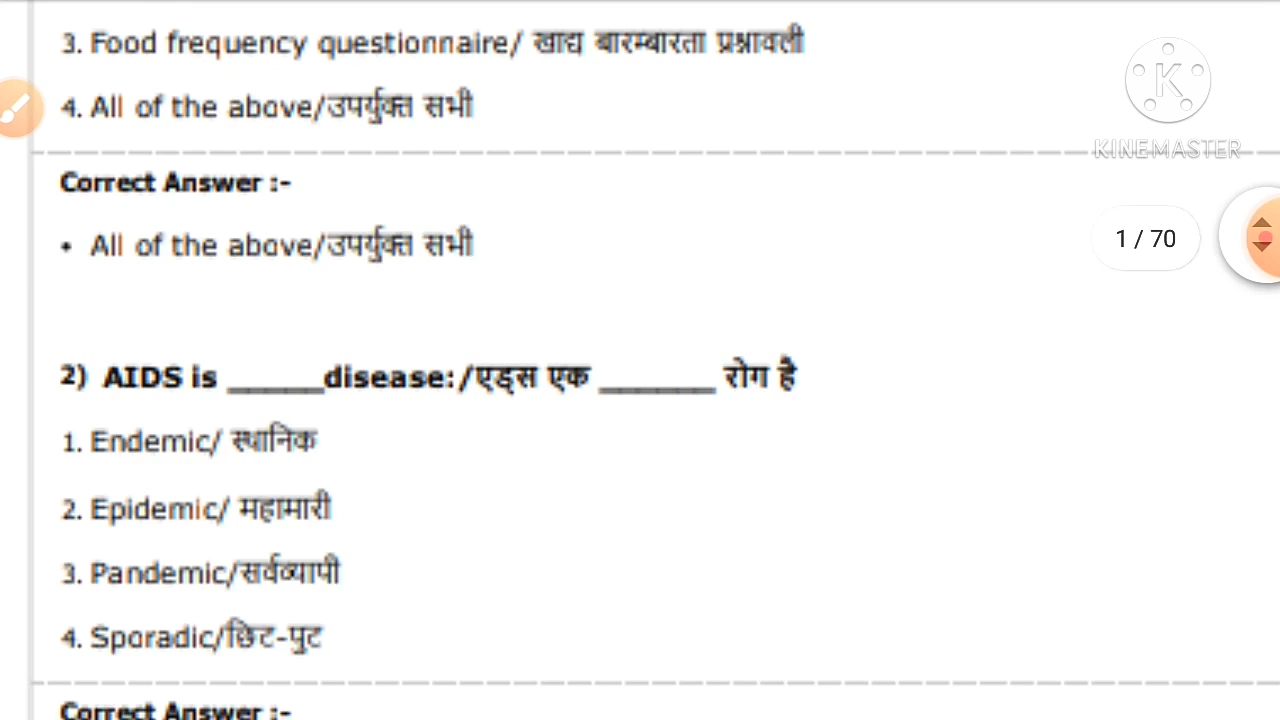 3. Food frequency questionnaire/ खाद्य बारम्बारता प्रश्नावली
4. All of the above/उपर्युक्त सभी
K
KINEMASTER
Correct Answer :-
• All of the above/उपर्युक्त सभी
1 / 70
2) AIDS is ______disease:/एड्स एक _______ रोग है
1. Endemic/ स्थानिक
2. Epidemic/ महामारी
3. Pandemic/सर्वव्यापी
4. Sporadic/छिट-पुट
Correct Answer :-